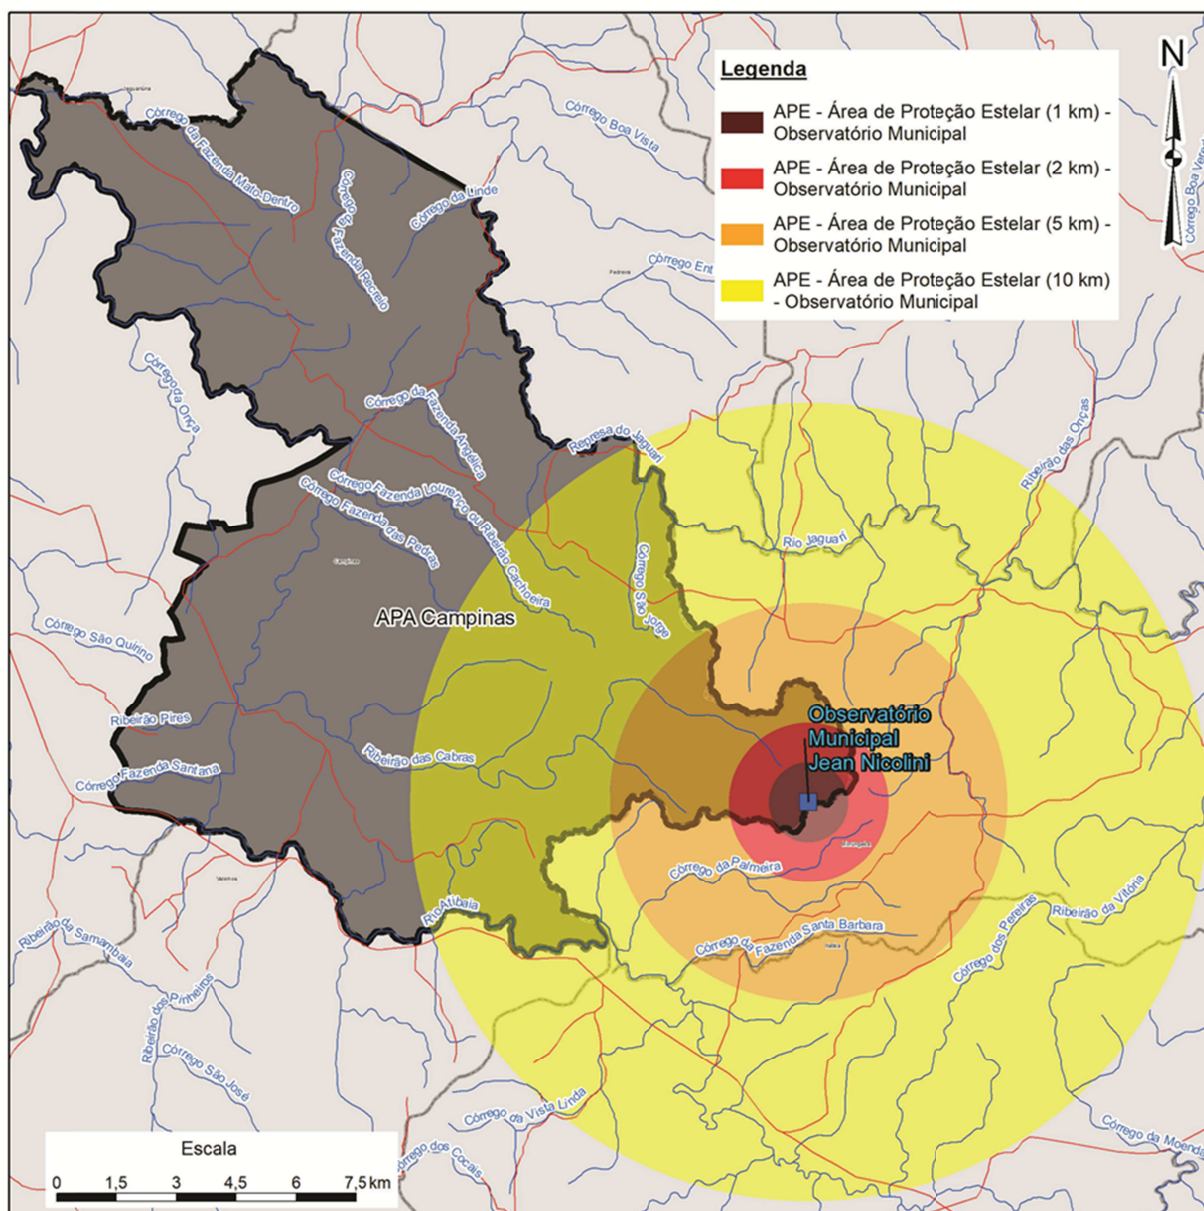 Legenda
APE - Área de Proteção Estelar (1 km) -
Observatório Municipal
APE - Área de Proteção Estelar (2 km) -
Observatório Municipal
APE - Área de Proteção Estelar (5 km) -
Observatório Municipal
APE - Área de Proteção Estelar (10 km)
- Observatório Municipal
N
Jaguariúna
Córrego da Fazenda Mato-Dentro
Córrego da Fazenda Recreio
Córrego da Linde
Córrego Boa Vista
Pedreira
Córrego Ent
Córrego da Onça
Córrego da Fazenda Angélica
Represa do Jaguari
Ribeirão das Onças
Córrego Fazenda Lourenço ou Ribeirão Cachoeira
Córrego Fazenda das Pedras
Rio Jaguari
Campinas
Córrego São Jorge
APA Campinas
Córrego São Quirino
Ribeirão Pires
Observatório
Municipal
Jean Nicolini
Ribeirão das Cabras
Córrego Fazenda Santana
Córrego da Palmeira
Morungaba
Valinhos
Rio Atibaia
Córrego da Fazenda Santa Barbara
Itatiba
Córrego dos Pereiras
Ribeirão da Vitória
Ribeirão da Samambaia
Ribeirão dos Pinheiros
Córrego São José
Córrego da Vista Linda
Córrego dos Cocais
Córrego da Moenda
Escala
0 1,5 3 4,5 6 7,5 km